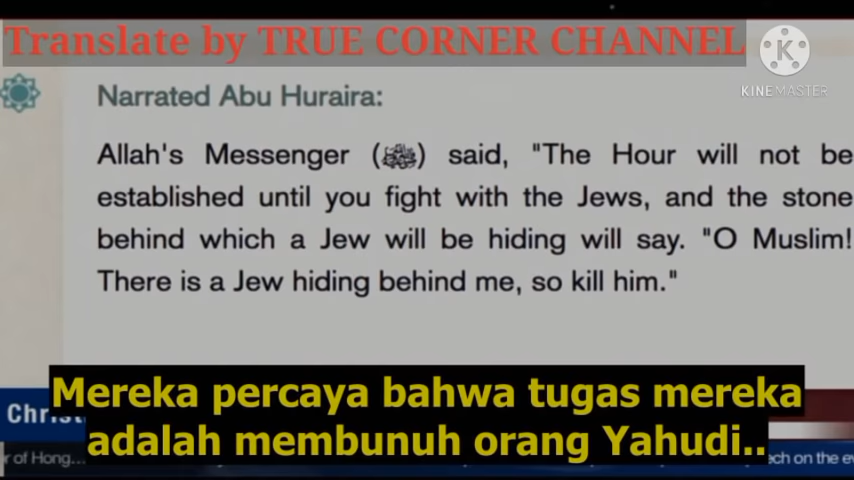 Translate by TRUE CORNER CHANNEL
KINEMASTER
Narrated Abu Huraira:
Allah's Messenger (ﷺ) said, "The Hour will not be
established until you fight with the Jews, and the stone
behind which a Jew will be hiding will say. "O Muslim!
There is a Jew hiding behind me, so kill him."
Mereka percaya bahwa tugas mereka
adalah membunuh orang Yahudi..
Christ
r of Hong... ech on the eve